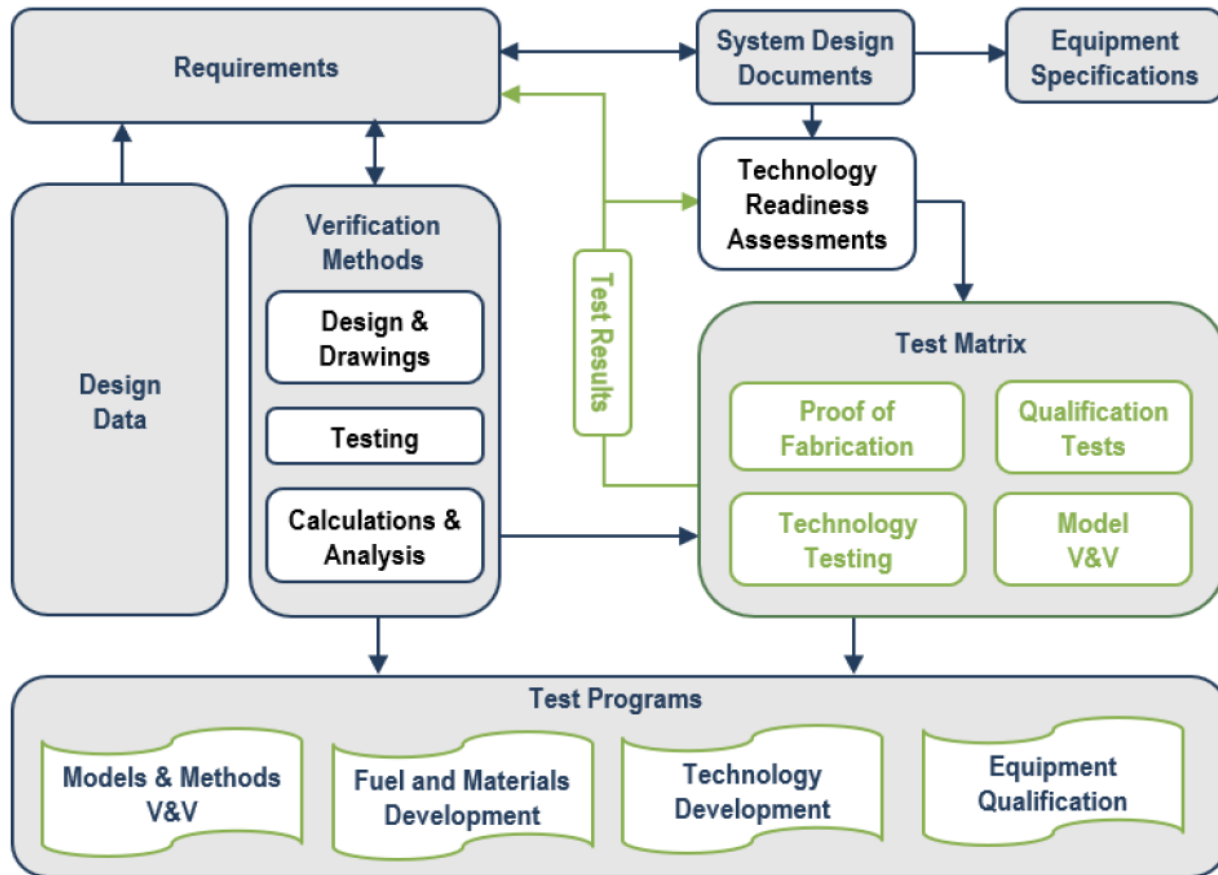 Requirements
System Design
Documents
Equipment
Specifications
Technology
Readiness
Assessments
Design
Data
Verification
Methods
Design &
Drawings
Testing
Calculations &
Analysis
Test Results
Test Matrix
Proof of
Fabrication
Qualification
Tests
Technology
Testing
Model
V&V
Test Programs
Models & Methods
V&V
Fuel and Materials
Development
Technology
Development
Equipment
Qualification